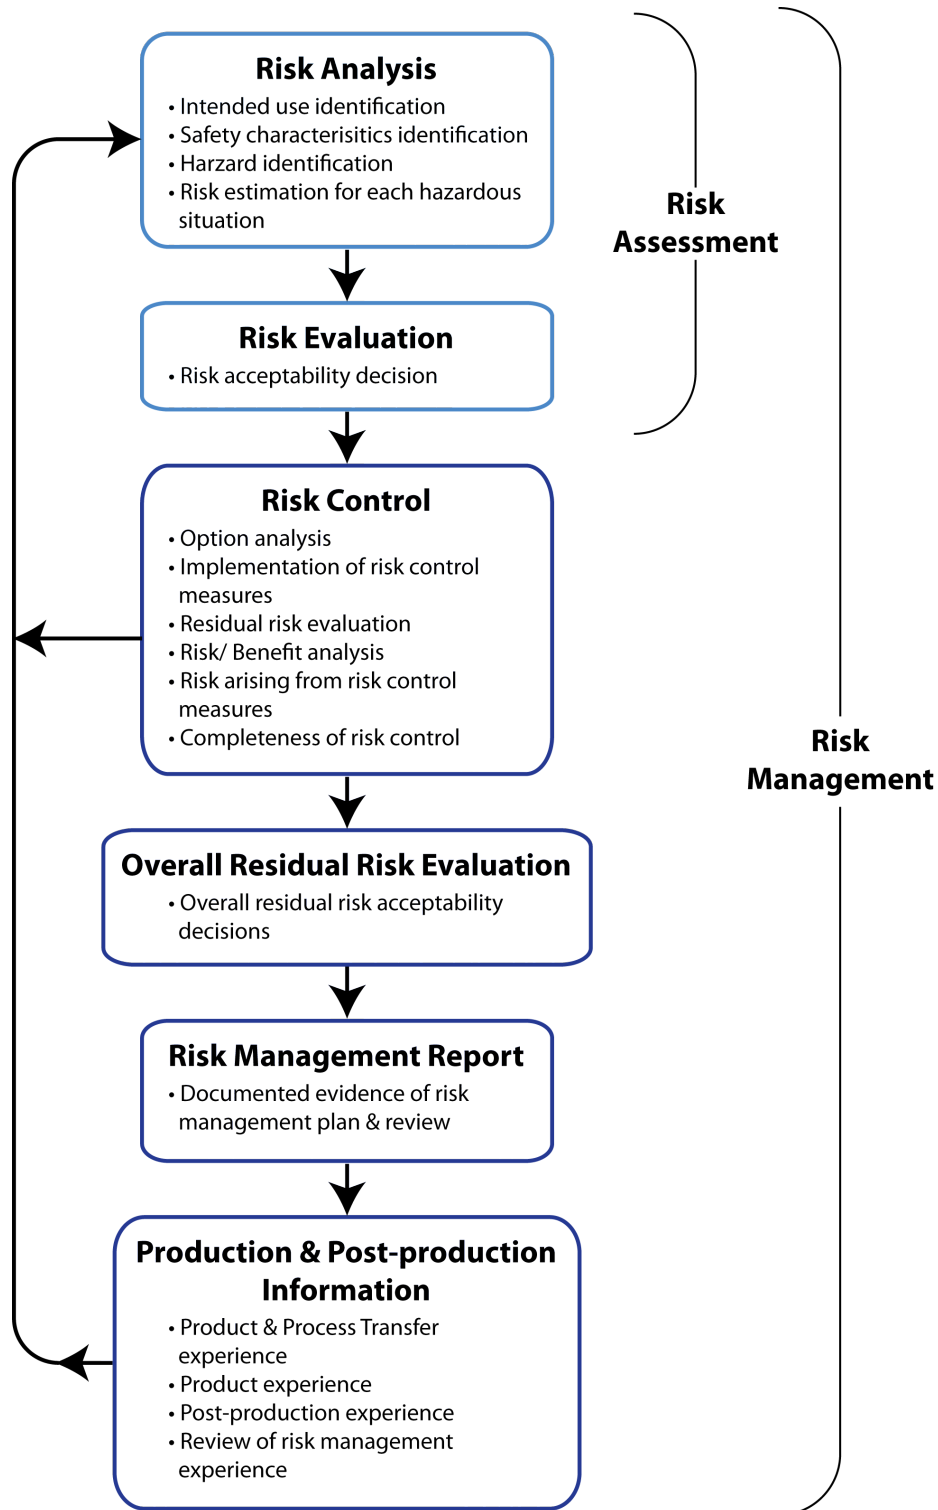 Risk Analysis
• Intended use identification
• Safety characterisitics identification
• Harzard identification
• Risk estimation for each hazardous
situation
Risk
Assessment
Risk Evaluation
• Risk acceptability decision
Risk Control
• Option analysis
• Implementation of risk control
measures
• Residual risk evaluation
• Risk/ Benefit analysis
• Risk arising from risk control
measures
• Completeness of risk control
Risk
Management
Overall Residual Risk Evaluation
• Overall residual risk acceptability
decisions
Risk Management Report
• Documented evidence of risk
management plan & review
Production & Post-production
Information
• Product & Process Transfer
experience
• Product experience
• Post-production experience
• Review of risk management
experience